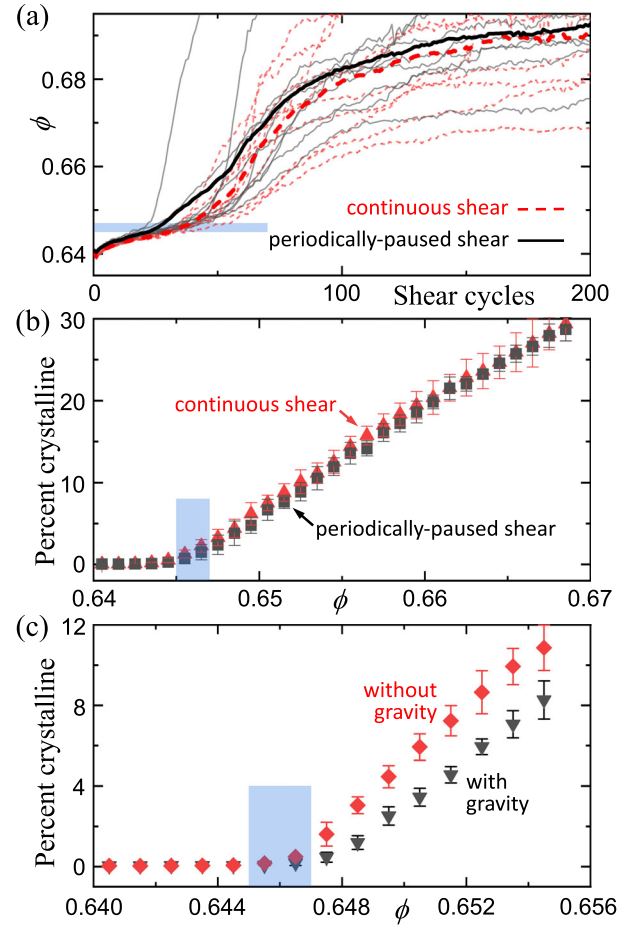 (a)
0.68
ϕ
0.66
continuous shear
periodically-paused shear
0.64
0
100
Shear cycles
200
(b)
30
Percent crystalline
20
continuous shear
10
periodically-paused shear
0
0.64
0.65
ϕ
0.66
0.67
(c)
12
Percent crystalline
without
gravity
8
with
gravity
4
0
0.640
0.644
0.648
ϕ
0.652
0.656